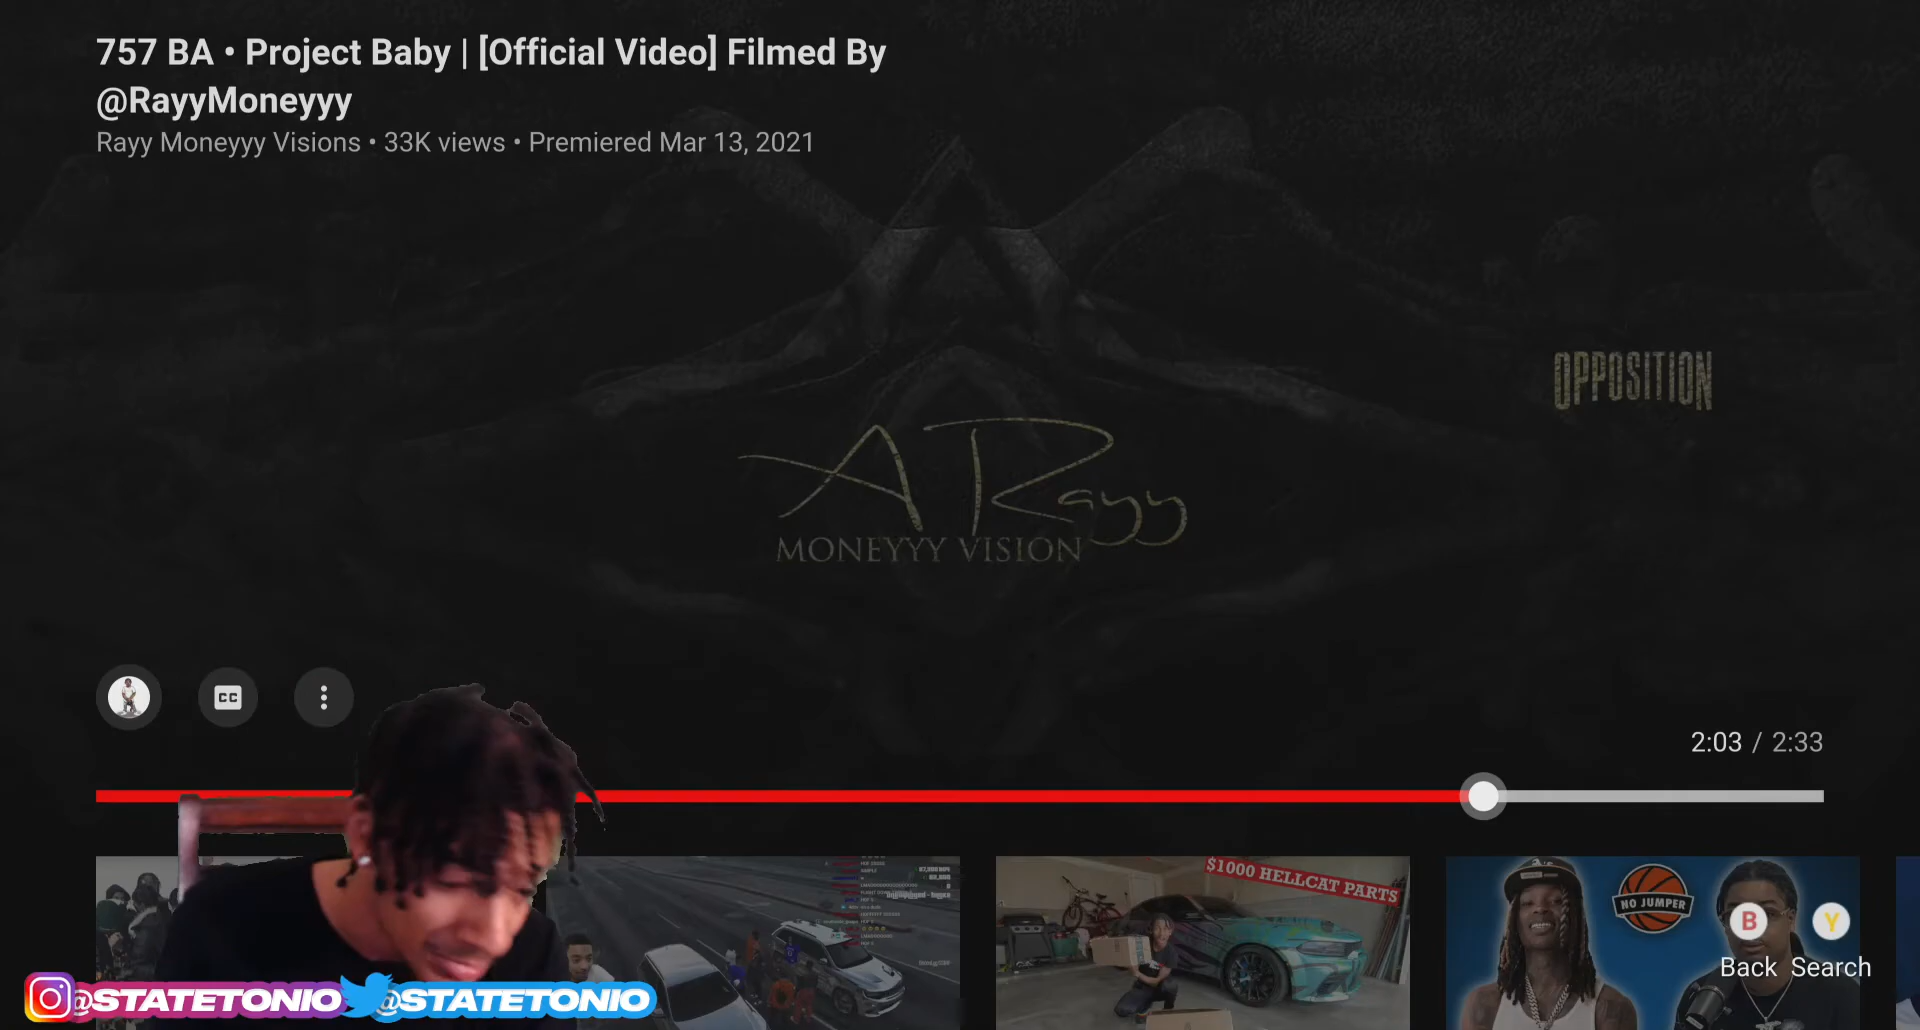 757 BA • Project Baby | [Official Video] Filmed By
@RayyMoneyyy
Rayy Moneyyy Visions • 33K views • Premiered Mar 13, 2021
OPPOSITION
A Rayy
MONEYYY VISION
CC
2:03 / 2:33
$1000 HELLCAT PARTS
NO JUMPER
B
Y
Back Search
@STATETONIO
@STATETONIO